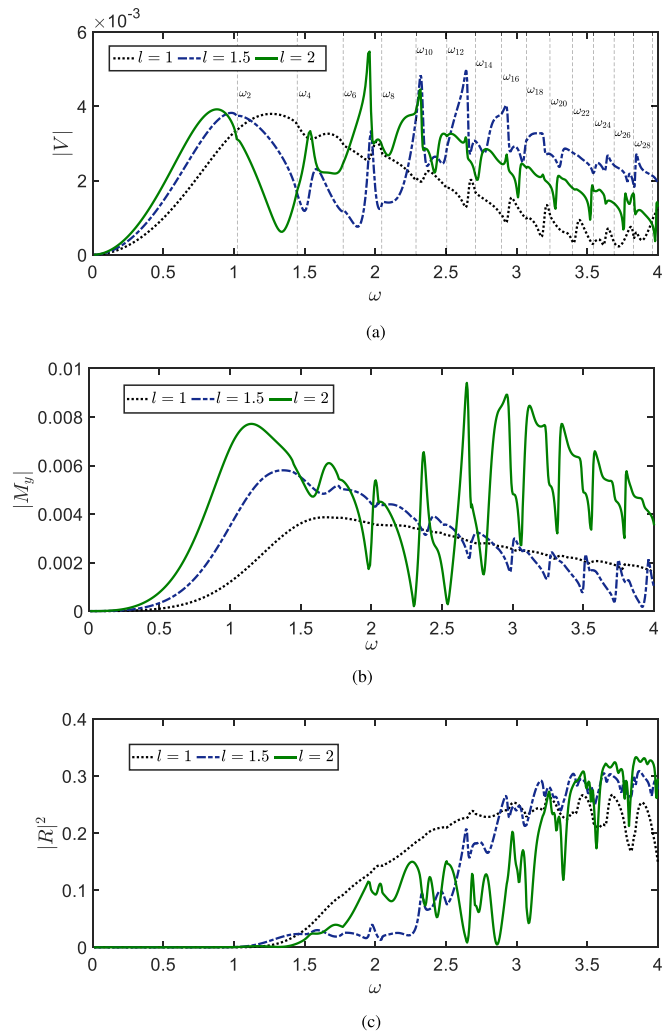 ×10⁻³
6
4
2
0
|V|
l = 1 l = 1.5 l = 2
ω₂ ω₄ ω₆ ω₈ ω₁₀ ω₁₂ ω₁₄ ω₁₆ ω₁₈ ω₂₀ ω₂₂ ω₂₄ ω₂₆ ω₂₈
0 0.5 1 1.5 2 2.5 3 3.5 4
ω
(a)
0.01
0.008
0.006
0.004
0.002
0
|M_y|
l = 1 l = 1.5 l = 2
0 0.5 1 1.5 2 2.5 3 3.5 4
ω
(b)
0.4
0.3
0.2
0.1
0
|R|²
l = 1 l = 1.5 l = 2
0 0.5 1 1.5 2 2.5 3 3.5 4
ω
(c)